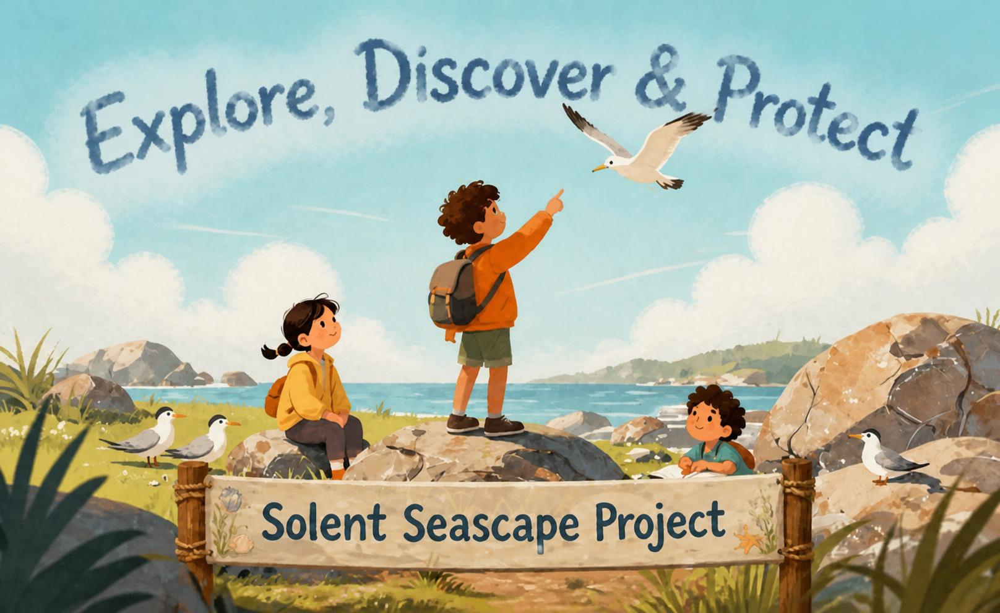 Explore, Discover & Protect
Solent Seascape Project